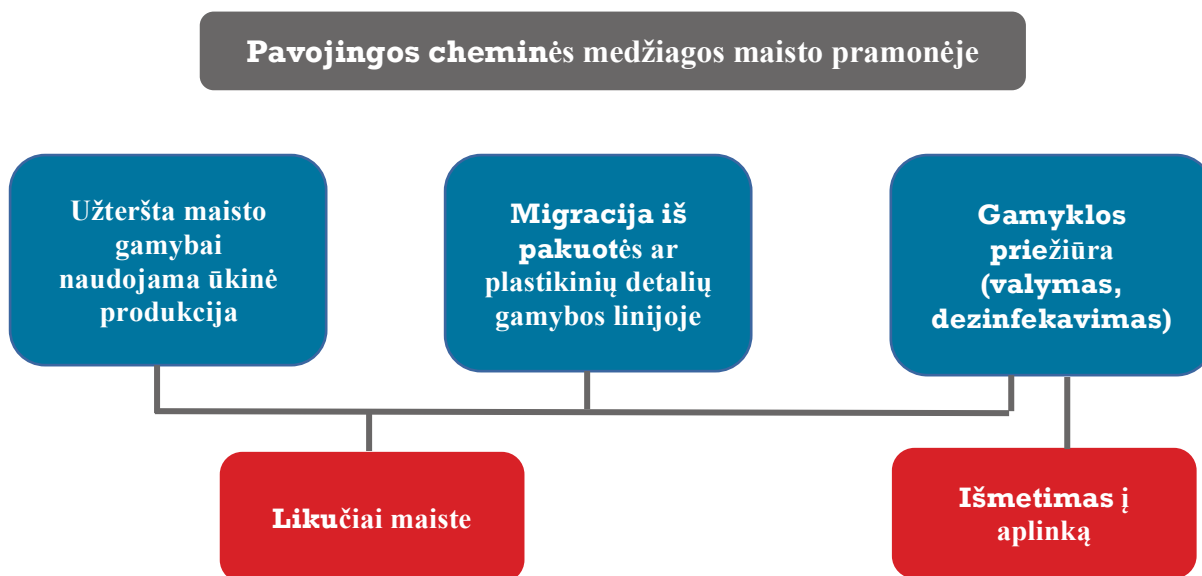 Pavojingos cheminės medžiagos maisto pramonėje
Užteršta maisto
gamybai
naudojama ūkinė
produkcija
Migracija iš
pakuotės ar
plastikinių detalių
gamybos linijoje
Gamyklos
priežiūra
(valymas,
dezinfekavimas)
Likučiai maiste
Išmetimas į
aplinką